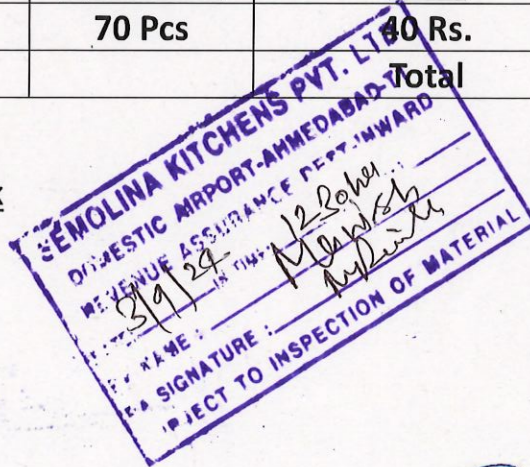 70 Pcs 40 Rs.
Total
SEMOLINA KITCHENS PVT. LTD
DOMESTIC AIRPORT-AHMEDABAD-T
REVENUE ASSURANCE DEPT-INWARD
3/9/24
NAME : Manish
SIGNATURE :
SUBJECT TO INSPECTION OF MATERIAL